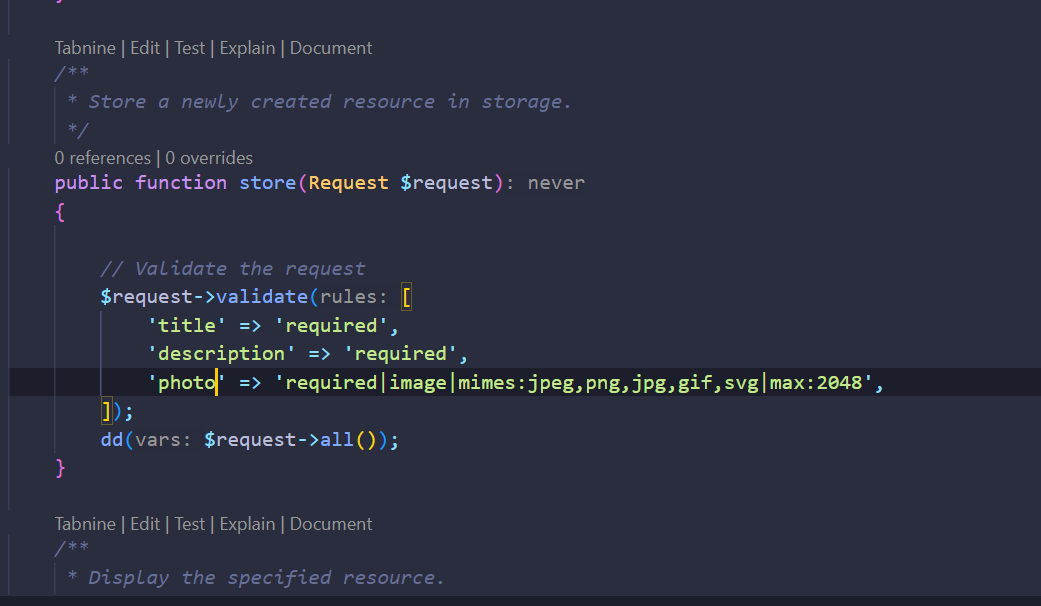 Tabnine | Edit | Test | Explain | Document
/**
* Store a newly created resource in storage.
*/
0 references | 0 overrides
public function store(Request $request): never
{
// Validate the request
$request->validate(rules: [
'title' => 'required',
'description' => 'required',
'photo' => 'required|image|mimes:jpeg,png,jpg,gif,svg|max:2048',
]);
dd(vars: $request->all());
}
Tabnine | Edit | Test | Explain | Document
/**
* Display the specified resource.